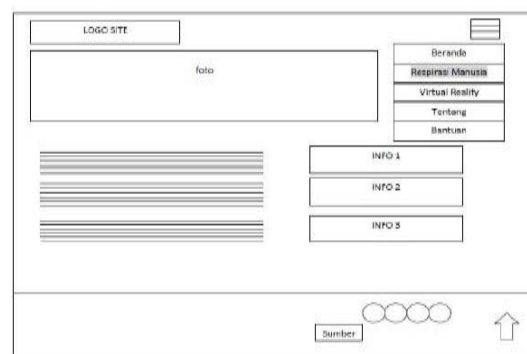 LOGO SITE
foto
Beranda
Respirasi Manusia
Virtual Reality
Tentang
Bantuan
INFO 1
INFO 2
INFO 3
Sumber